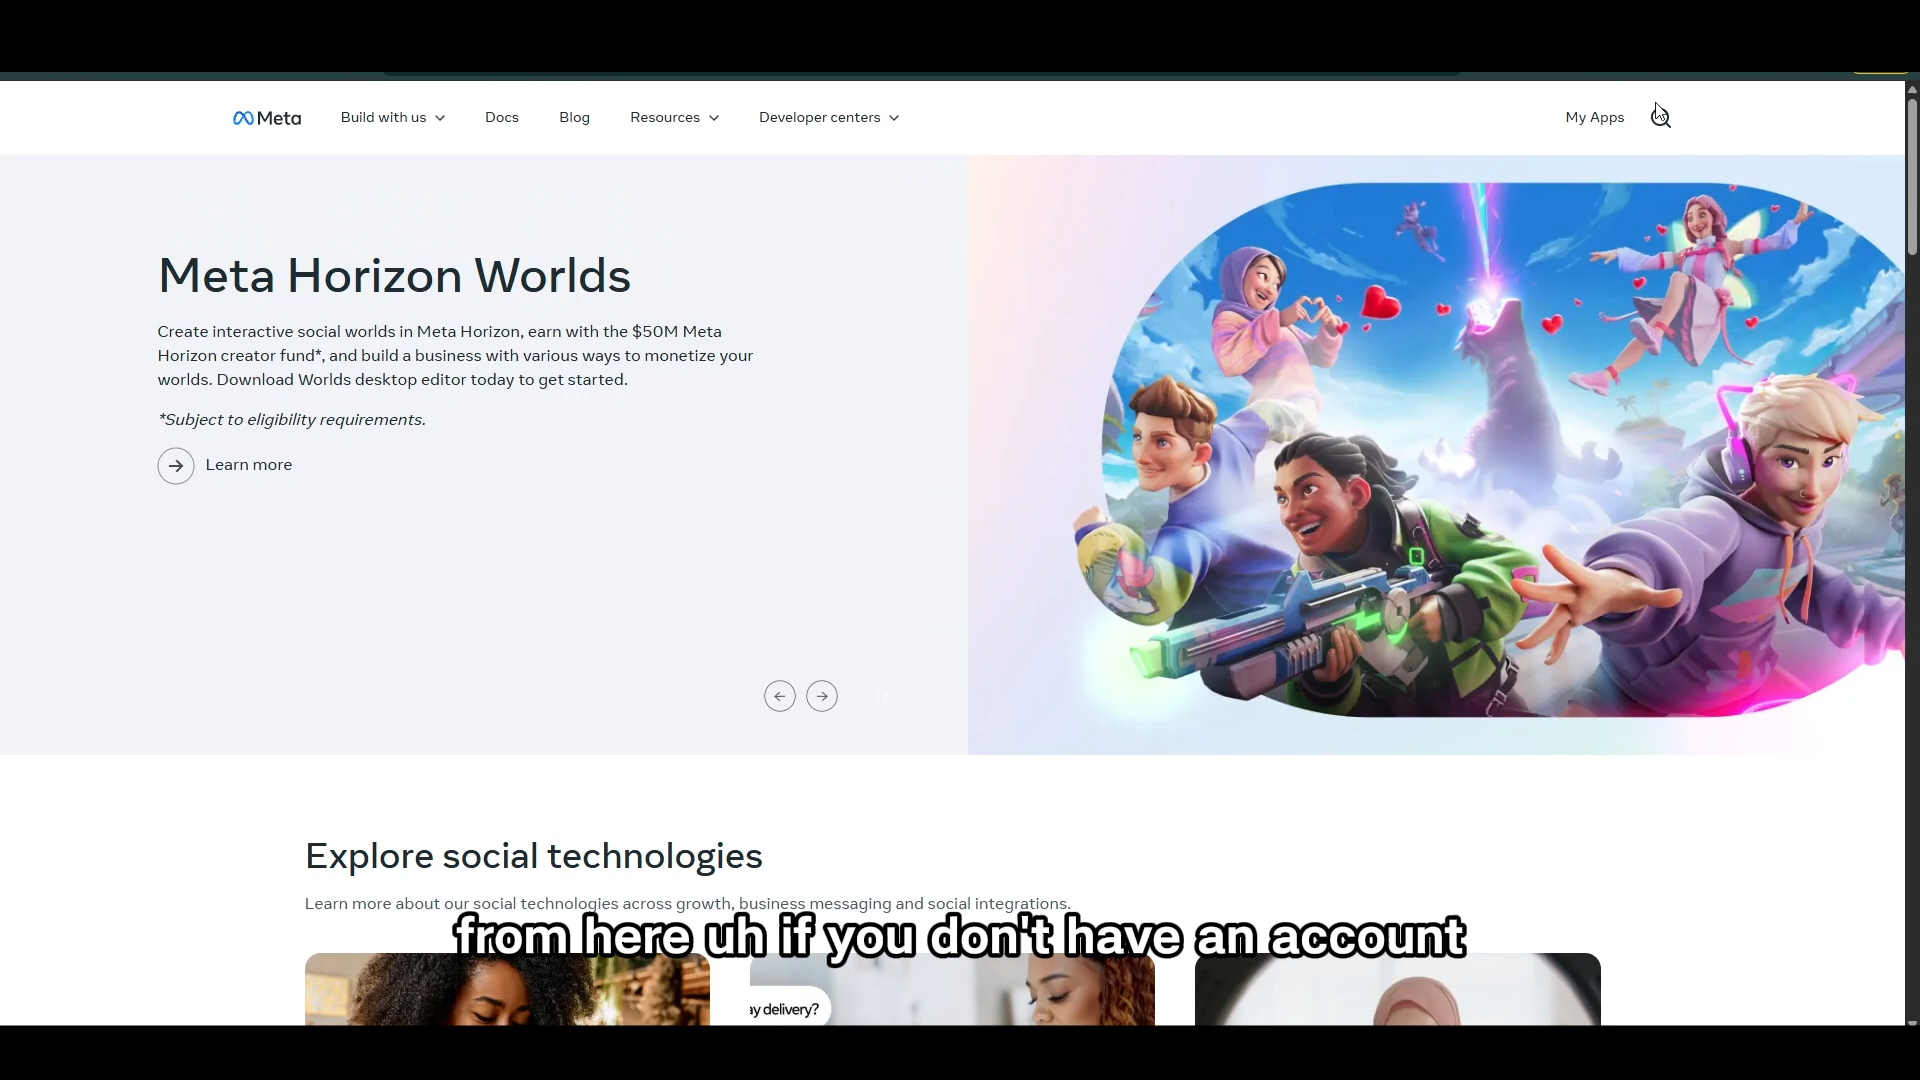 Meta
Build with us
Docs
Blog
Resources
Developer centers
My Apps
Meta Horizon Worlds
Create interactive social worlds in Meta Horizon, earn with the $50M Meta
Horizon creator fund*, and build a business with various ways to monetize your
worlds. Download Worlds desktop editor today to get started.
*Subject to eligibility requirements.
Learn more
Explore social technologies
Learn more about our social technologies across growth, business messaging and social integrations.
from here uh if you don't have an account
ay delivery?